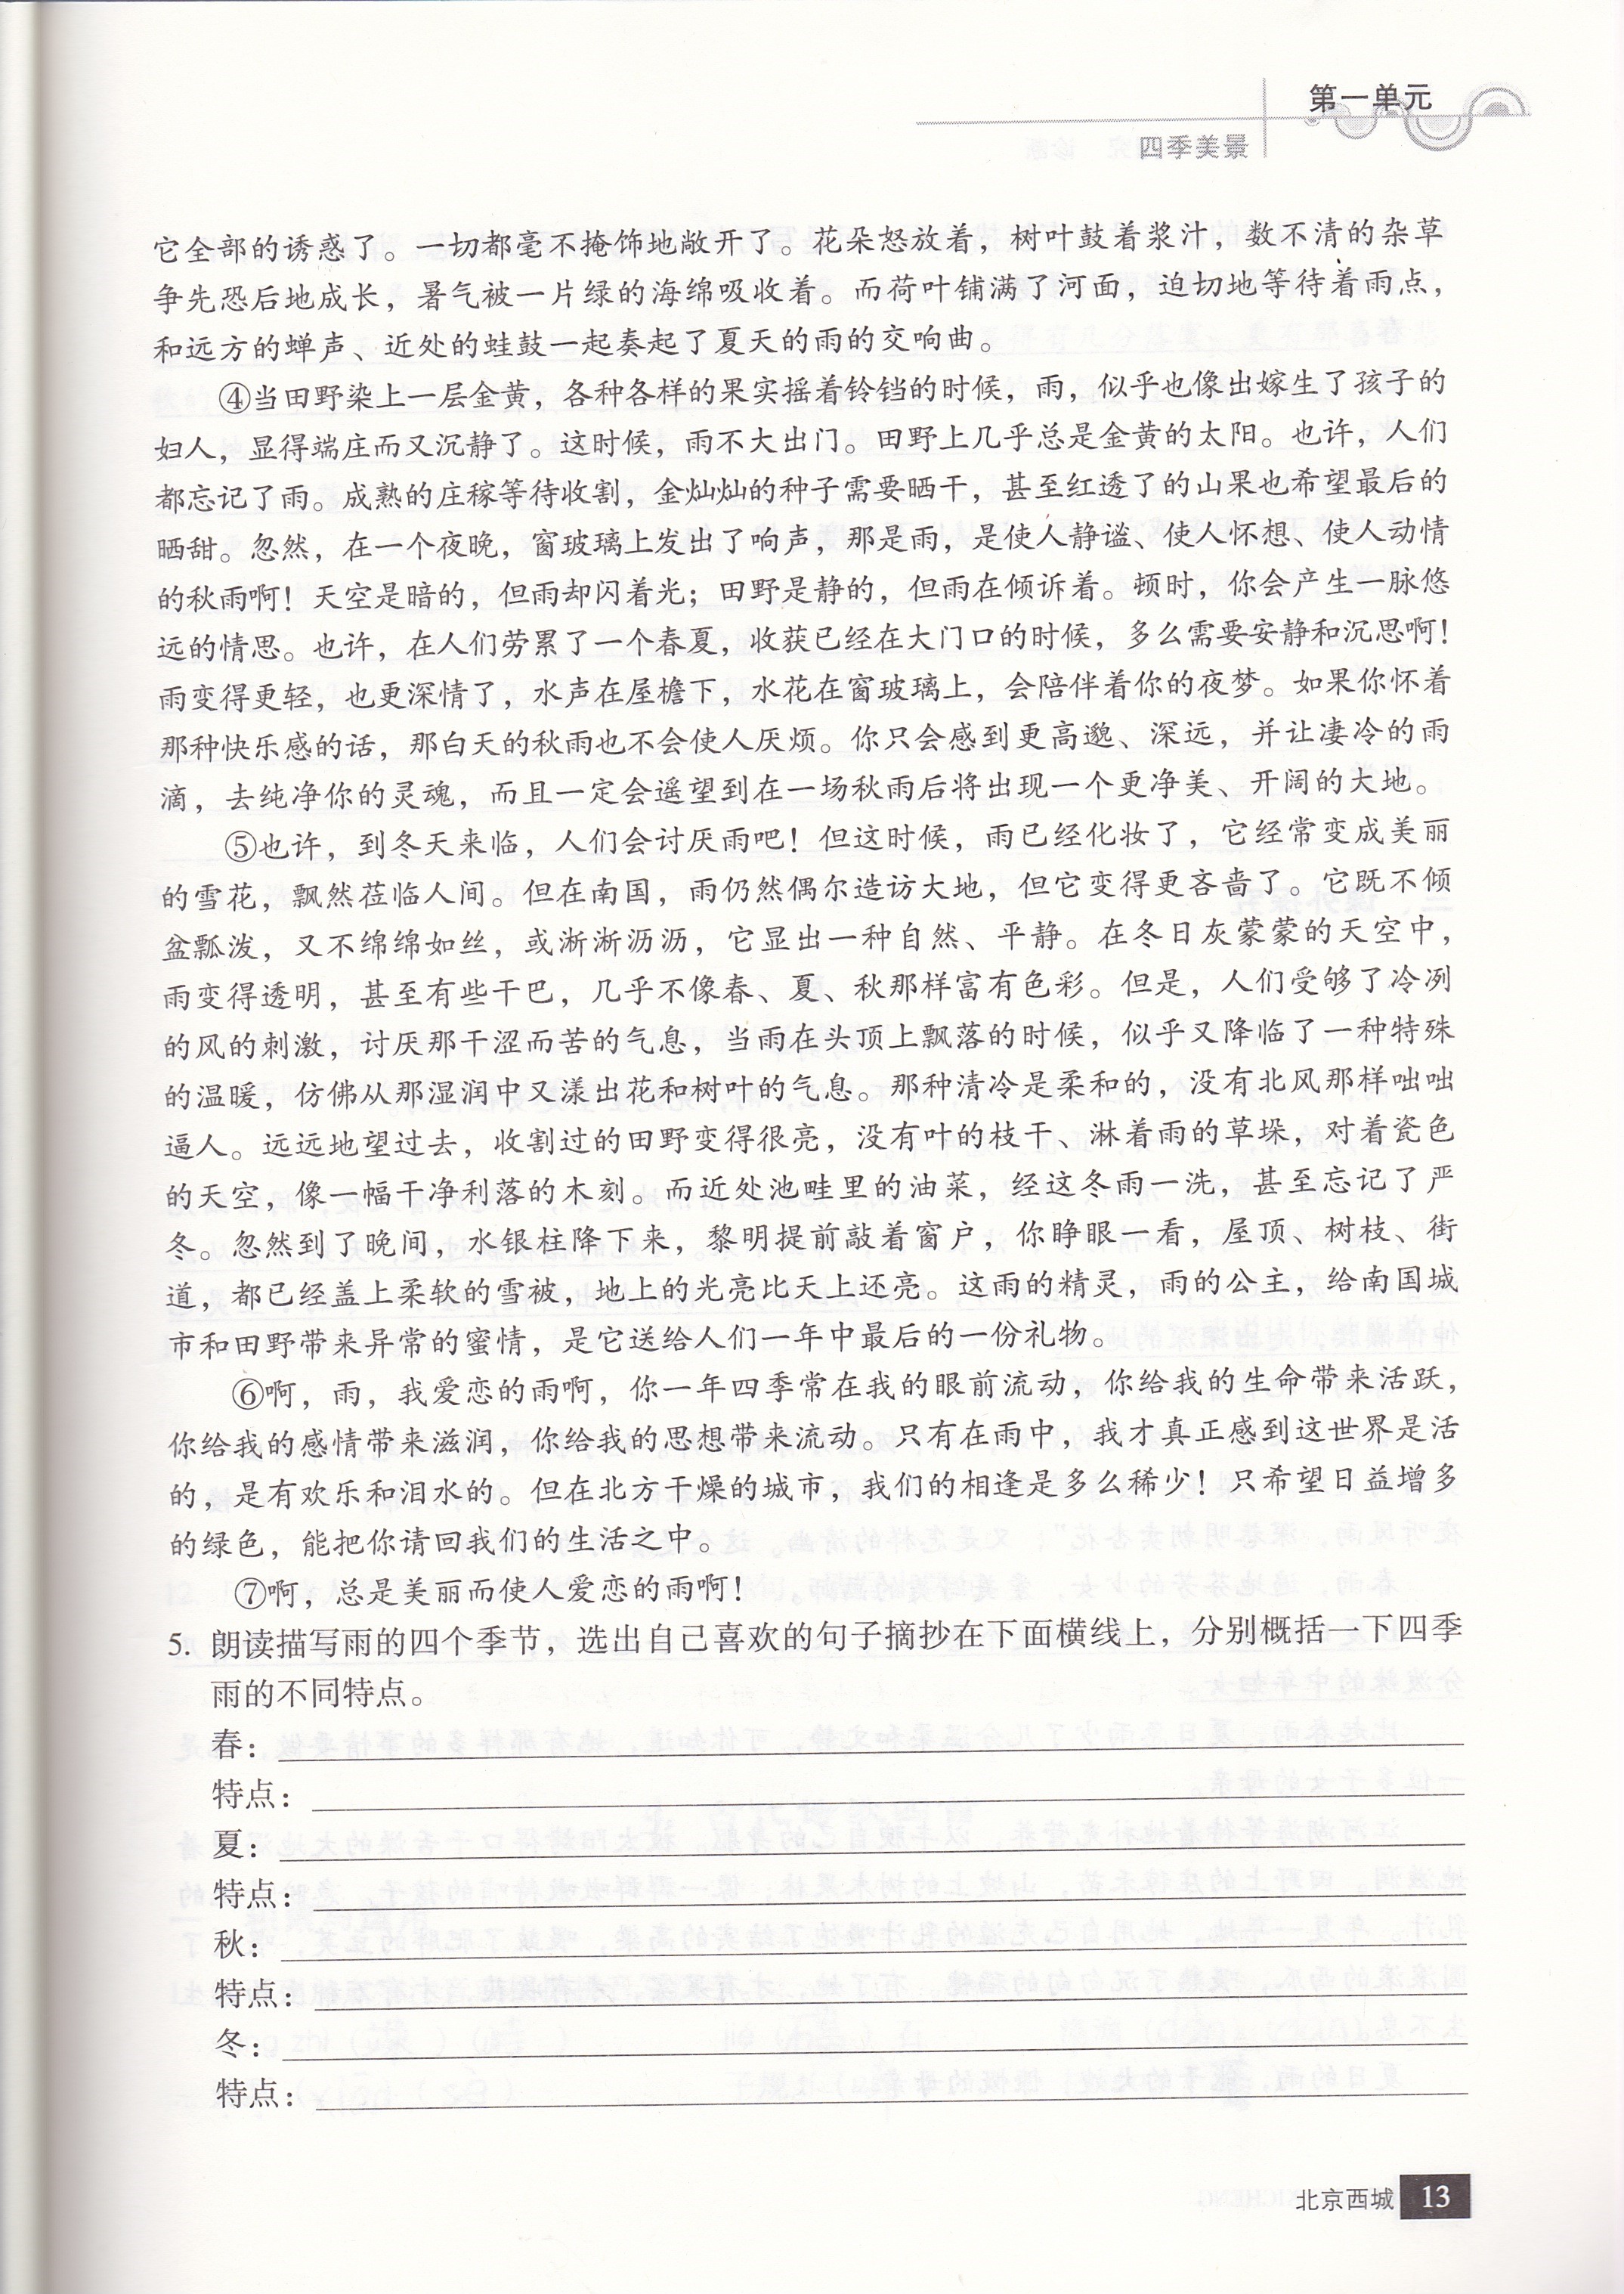 第一单元
四季美景
它全部的诱惑了。一切都毫不掩饰地敞开了。花朵怒放着，树叶鼓着浆汁，数不清的杂草
争先恐后地成长，暑气被一片绿的海绵吸收着。而荷叶铺满了河面，迫切地等待着雨点，
和远方的蝉声、近处的蛙鼓一起奏起了夏天的雨的交响曲。
④当田野染上一层金黄，各种各样的果实摇着铃铛的时候，雨，似乎也像出嫁生了孩子的
妇人，显得端庄而又沉静了。这时候，雨不大出门。田野上几乎总是金黄的太阳。也许，人们
都忘记了雨。成熟的庄稼等待收割，金灿灿的种子需要晒干，甚至红透了的山果也希望最后的
晒甜。忽然，在一个夜晚，窗玻璃上发出了响声，那是雨，是使人静谧、使人怀想、使人动情
的秋雨啊！天空是暗的，但雨却闪着光；田野是静的，但雨在倾诉着。顿时，你会产生一脉悠
远的情思。也许，在人们劳累了一个春夏，收获已经在大门口的时候，多么需要安静和沉思啊！
雨变得更轻，也更深情了，水声在屋檐下，水花在窗玻璃上，会陪伴着你的夜梦。如果你怀着
那种快乐感的话，那白天的秋雨也不会使人厌烦。你只会感到更高邈、深远，并让凄冷的雨
滴，去纯净你的灵魂，而且一定会遥望到在一场秋雨后将出现一个更净美、开阔的大地。
⑤也许，到冬天来临，人们会讨厌雨吧！但这时候，雨已经化妆了，它经常变成美丽
的雪花，飘然莅临人间。但在南国，雨仍然偶尔造访大地，但它变得更吝啬了。它既不倾
盆瓢泼，又不绵绵如丝，或淅淅沥沥，它显出一种自然、平静。在冬日灰蒙蒙的天空中，
雨变得透明，甚至有些干巴，几乎不像春、夏、秋那样富有色彩。但是，人们受够了冷冽
的风的刺激，讨厌那干涩而苦的气息，当雨在头顶上飘落的时候，似乎又降临了一种特殊
的温暖，仿佛从那湿润中又漾出花和树叶的气息。那种清冷是柔和的，没有北风那样咄咄
逼人。远远地望过去，收割过的田野变得很亮，没有叶的枝干、淋着雨的草垛，对着瓷色
的天空，像一幅干净利落的木刻。而近处池畦里的油菜，经这冬雨一洗，甚至忘记了严
冬。忽然到了晚间，水银柱降下来，黎明提前敲着窗户，你睁眼一看，屋顶、树枝、街
道，都已经盖上柔软的雪被，地上的光亮比天上还亮。这雨的精灵，雨的公主，给南国城
市和田野带来异常的蜜情，是它送给人们一年中最后的一份礼物。
⑥啊，雨，我爱恋的雨啊，你一年四季常在我的眼前流动，你给我的生命带来活跃，
你给我的感情带来滋润，你给我的思想带来流动。只有在雨中，我才真正感到这世界是活
的，是有欢乐和泪水的。但在北方干燥的城市，我们的相逢是多么稀少！只希望日益增多
的绿色，能把你请回我们的生活之中。
⑦啊，总是美丽而使人爱恋的雨啊！
5. 朗读描写雨的四个季节，选出自己喜欢的句子摘抄在下面横线上，分别概括一下四季
雨的不同特点。
春：
特点：
夏：
特点：
秋：
特点：
冬：
特点：
北京西城 13